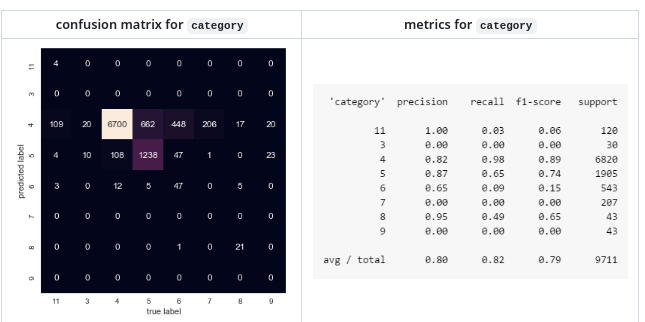 confusion matrix for category
metrics for category
11 4 0 0 0 0 0 0 0
3 0 0 0 0 0 0 0 0
4 109 20 6700 662 448 206 17 20
5 4 10 108 1238 47 1 0 23
6 3 0 12 5 47 0 5 0
7 0 0 0 0 0 0 0 0
8 0 0 0 0 1 0 21 0
9 0 0 0 0 0 0 0 0
11 3 4 5 6 7 8 9
predicted label
true label
'category' precision recall f1-score support
11 1.00 0.03 0.06 120
3 0.00 0.00 0.00 30
4 0.82 0.98 0.89 6820
5 0.87 0.65 0.74 1905
6 0.65 0.09 0.15 543
7 0.00 0.00 0.00 207
8 0.95 0.49 0.65 43
9 0.00 0.00 0.00 43
avg / total 0.80 0.82 0.79 9711